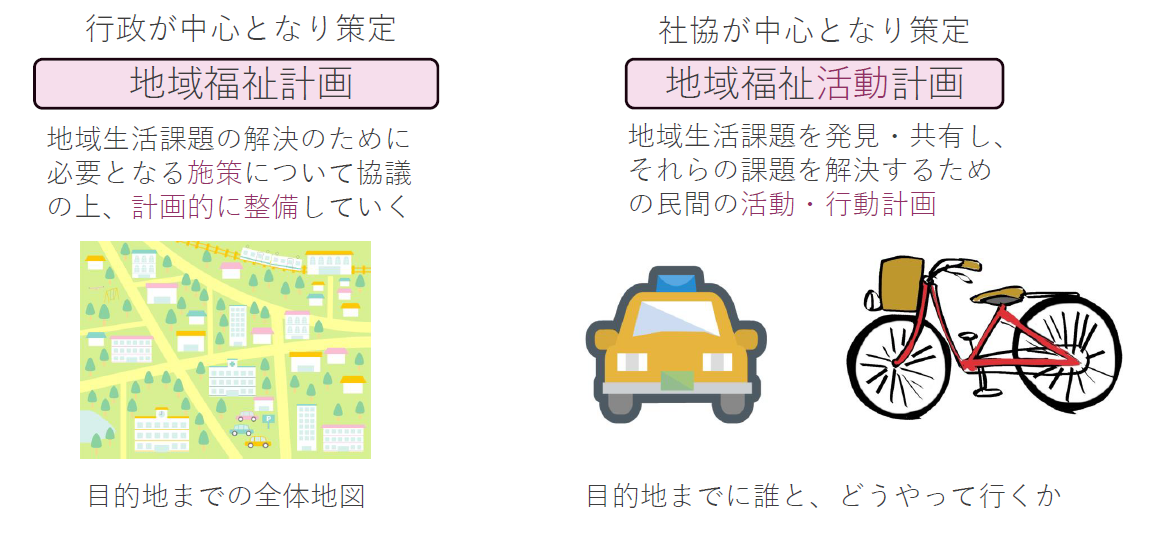 行政が中心となり策定
地域福祉計画
地域生活課題の解決のために
必要となる施策について協議
の上、計画的に整備していく
目的地までの全体地図
社協が中心となり策定
地域福祉活動計画
地域生活課題を発見・共有し、
それらの課題を解決するため
の民間の活動・行動計画
目的地までに誰と、どうやって行くか
P